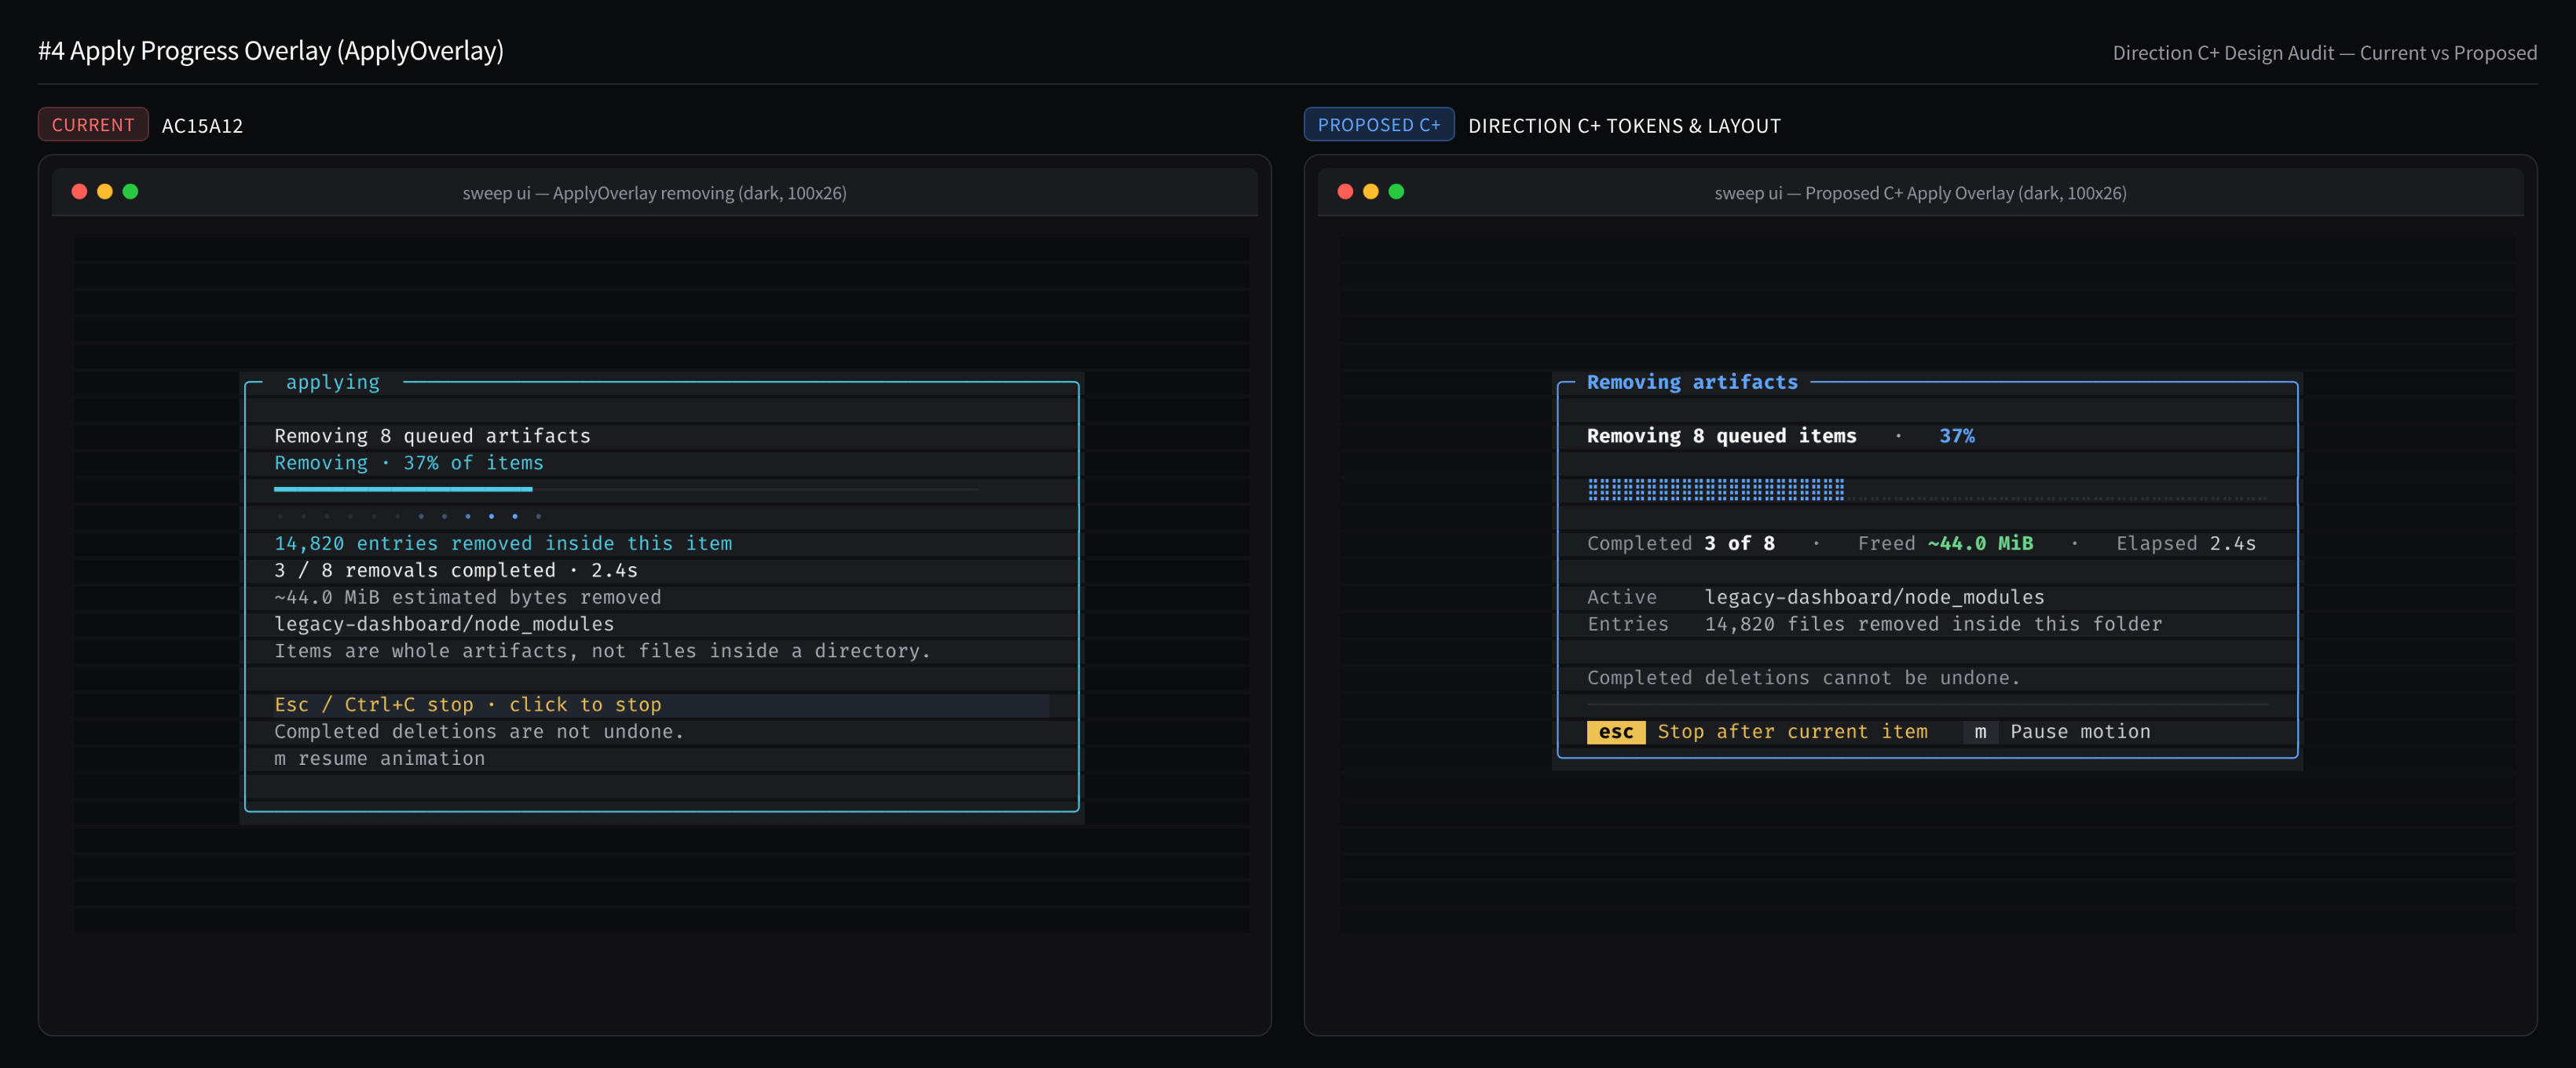 #4 Apply Progress Overlay (ApplyOverlay)
Direction C+ Design Audit — Current vs Proposed
CURRENT AC15A12
sweep ui — ApplyOverlay removing (dark, 100x26)
applying
Removing 8 queued artifacts
Removing · 37% of items
14,820 entries removed inside this item
3 / 8 removals completed · 2.4s
~44.0 MiB estimated bytes removed
legacy-dashboard/node_modules
Items are whole artifacts, not files inside a directory.
Esc / Ctrl+C stop · click to stop
Completed deletions are not undone.
m resume animation
PROPOSED C+ DIRECTION C+ TOKENS & LAYOUT
sweep ui — Proposed C+ Apply Overlay (dark, 100x26)
Removing artifacts
Removing 8 queued items · 37%
Completed 3 of 8 · Freed ~44.0 MiB · Elapsed 2.4s
Active legacy-dashboard/node_modules
Entries 14,820 files removed inside this folder
Completed deletions cannot be undone.
esc Stop after current item m Pause motion